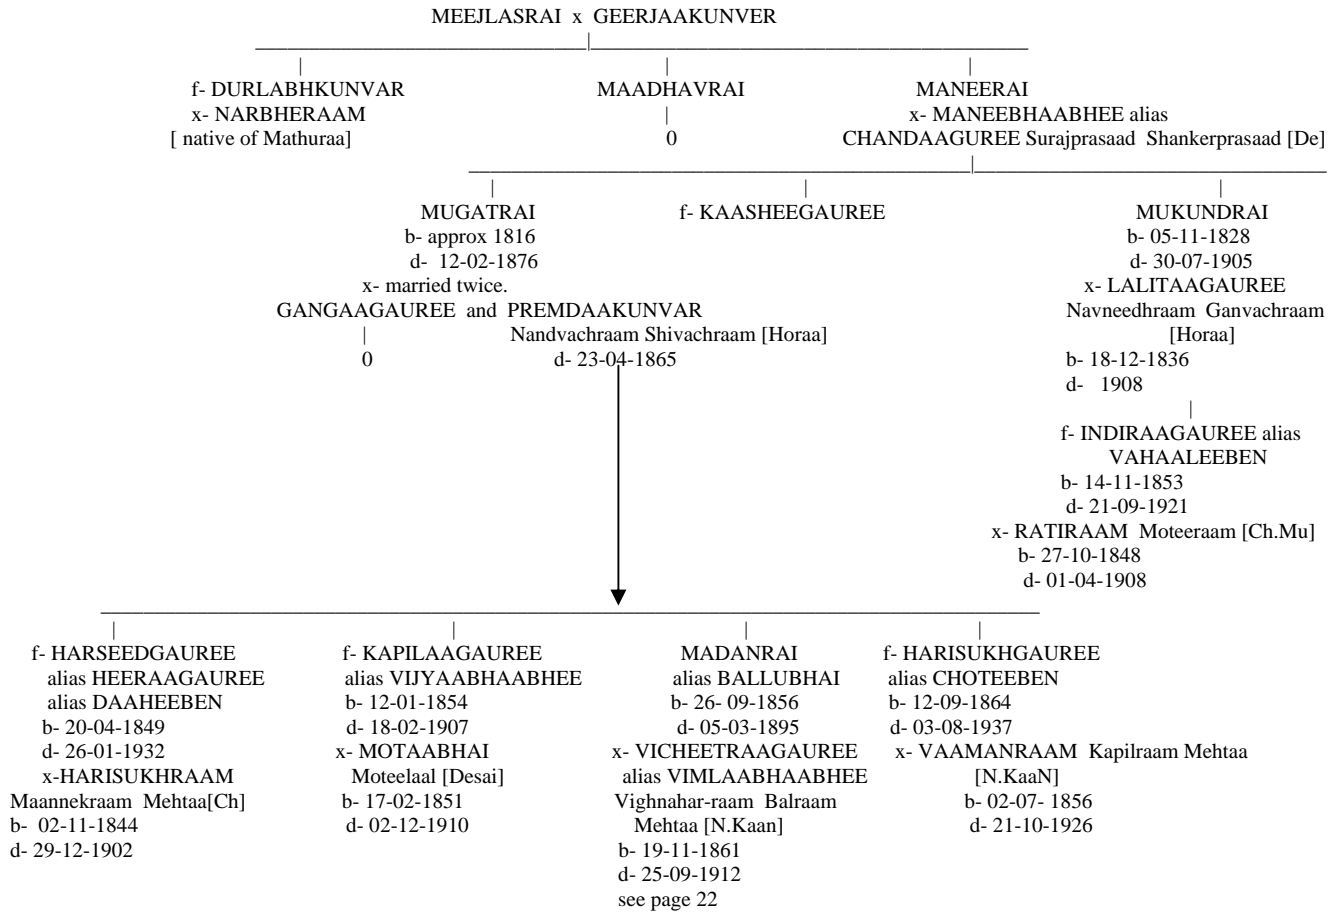 MEEJLASRAI x GEERJAAKUNVER
f- DURLABHKUNVAR
x- NARBHERAAM
[ native of Mathuraa]
MAADHAVRAI
0
MANEERAI
x- MANEEBHAABHEE alias
CHANDAAGUREE Surajprasaad Shankerprasaad [De]
MUGATRAI
b- approx 1816
d- 12-02-1876
x- married twice.
GANGAAGAUREE and PREMDAAKUNVAR
Nandvachraam Shivachraam [Horaa]
0
d- 23-04-1865
f- KAASHEEGAUREE
MUKUNDRAI
b- 05-11-1828
d- 30-07-1905
x- LALITAAGAUREE
Navneedhraam Ganvachraam
[Horaa]
b- 18-12-1836
d- 1908
f- INDIRAAGAUREE alias
VAHAALEEBEN
b- 14-11-1853
d- 21-09-1921
x- RATIRAAM Moteeraam [Ch.Mu]
b- 27-10-1848
d- 01-04-1908
f- HARSEEDGAUREE
alias HEERAAGAUREE
alias DAAHEEBEN
b- 20-04-1849
d- 26-01-1932
x-HARISUKHRAAM
Maannekraam Mehtaa[Ch]
b- 02-11-1844
d- 29-12-1902
f- KAPILAAGAUREE
alias VIJYAABHAABHEE
b- 12-01-1854
d- 18-02-1907
x- MOTAABHAI
Moteelaal [Desai]
b- 17-02-1851
d- 02-12-1910
MADANRAI
alias BALLUBHAI
b- 26- 09-1856
d- 05-03-1895
x- VICHEETRAAGAUREE
alias VIMLAABHAABHEE
Vighnahar-raam Balraam
Mehtaa [N.Kaan]
b- 19-11-1861
d- 25-09-1912
see page 22
f- HARISUKHGAUREE
alias CHOTEEBEN
b- 12-09-1864
d- 03-08-1937
x- VAAMANRAAM Kapilraam Mehtaa
[N.KaaN]
b- 02-07- 1856
d- 21-10-1926